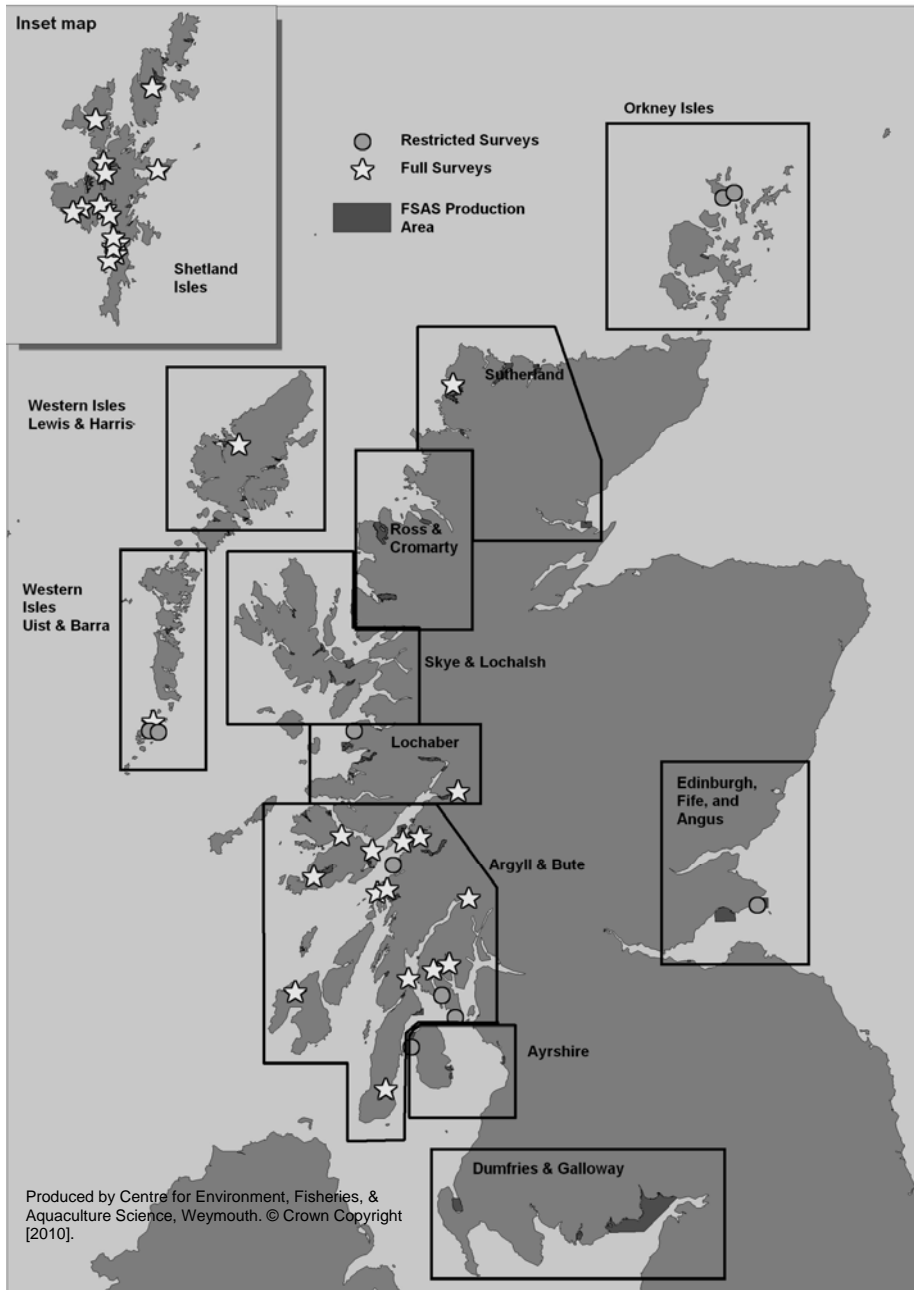 Inset map
Shetland
Isles
Restricted Surveys
Full Surveys
FSAS Production
Area
Orkney Isles
Sutherland
Western Isles
Lewis & Harris
Ross &
Cromarty
Western
Isles
Uist & Barra
Skye & Lochalsh
Lochaber
Edinburgh,
Fife, and
Angus
Argyll & Bute
Ayrshire
Dumfries & Galloway
Produced by Centre for Environment, Fisheries, &
Aquaculture Science, Weymouth. © Crown Copyright
[2010].